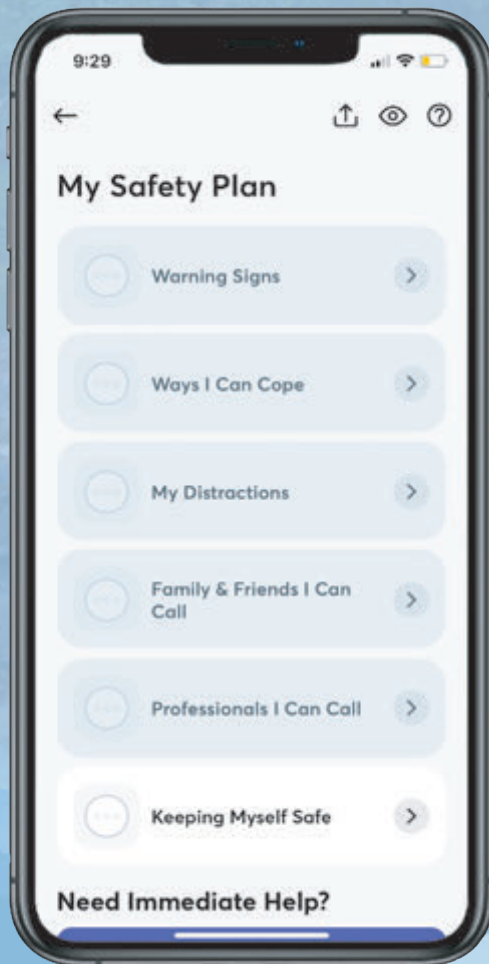 9:29
My Safety Plan
Warning Signs
Ways I Can Cope
My Distractions
Family & Friends I Can
Call
Professionals I Can Call
Keeping Myself Safe
Need Immediate Help?